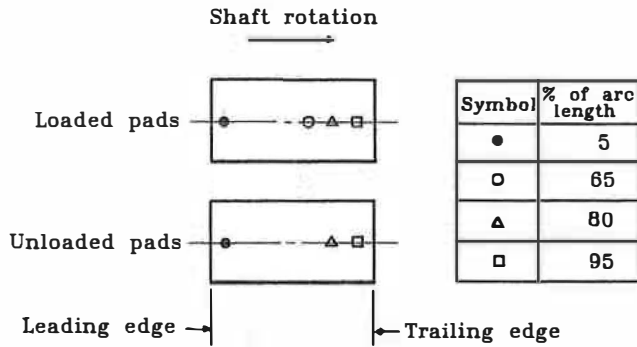 Shaft rotation
Loaded pads
Unloaded pads
Leading edge
Trailing edge
Symbol % of arc length
5
65
80
95